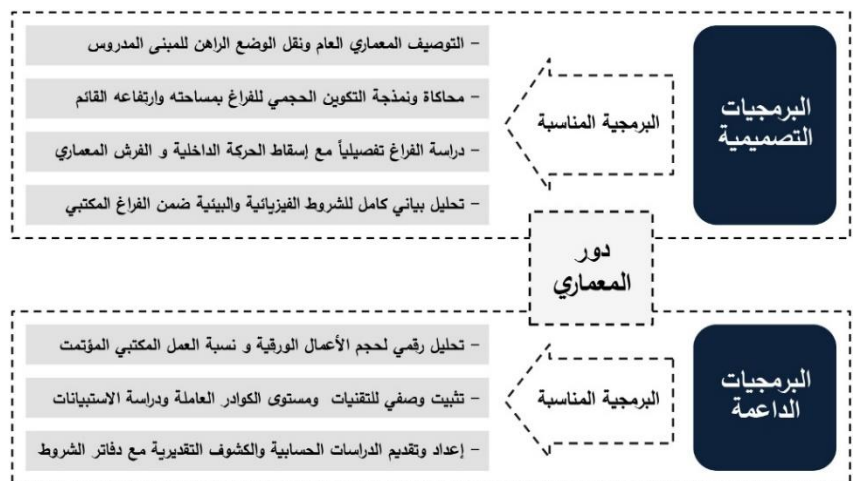 البرمجيات
التصميمية
البرمجية المناسبة
- التوصيف المعماري العام ونقل الوضع الراهن للمبنى المدروس
- محاكاة ونمذجة التكوين الحجمي للفراغ بمساحته وارتفاعه القائم
- دراسة الفراغ تفصيلياً مع إسقاط الحركة الداخلية و الفرش المعماري
- تحليل بياني كامل للشروط الفيزيائية والبيئية ضمن الفراغ المكتبي
دور
المعماري
البرمجيات
الداعمة
البرمجية المناسبة
- تحليل رقمي لحجم الأعمال الورقية و نسبة العمل المكتبي المؤتمت
- تثبيت وصفي للتقنيات ومستوى الكوادر العاملة ودراسة الاستبيانات
- إعداد وتقديم الدراسات الحسابية والكشوف التقديرية مع دفاتر الشروط